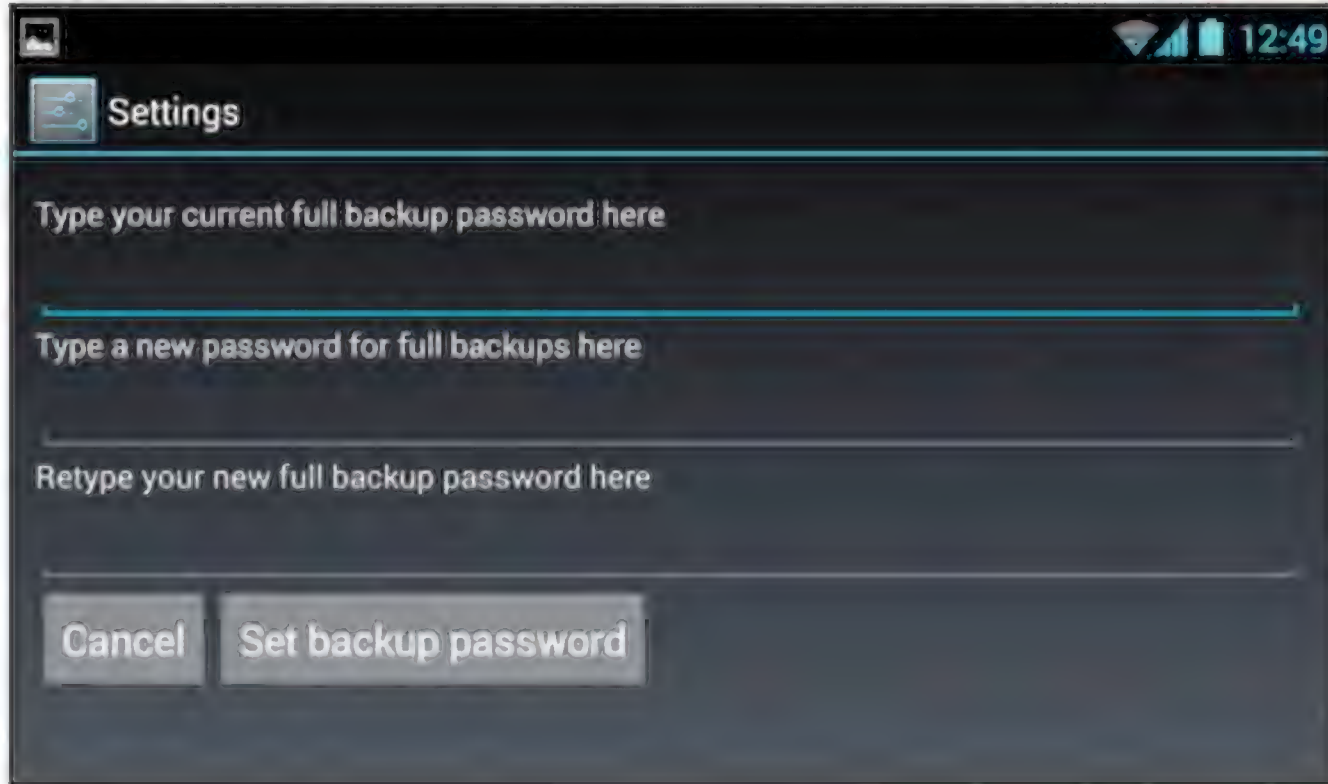 12:49
Settings
Type your current full backup password here
Type a new password for full backups here
Retype your new full backup password here
Cancel Set backup password